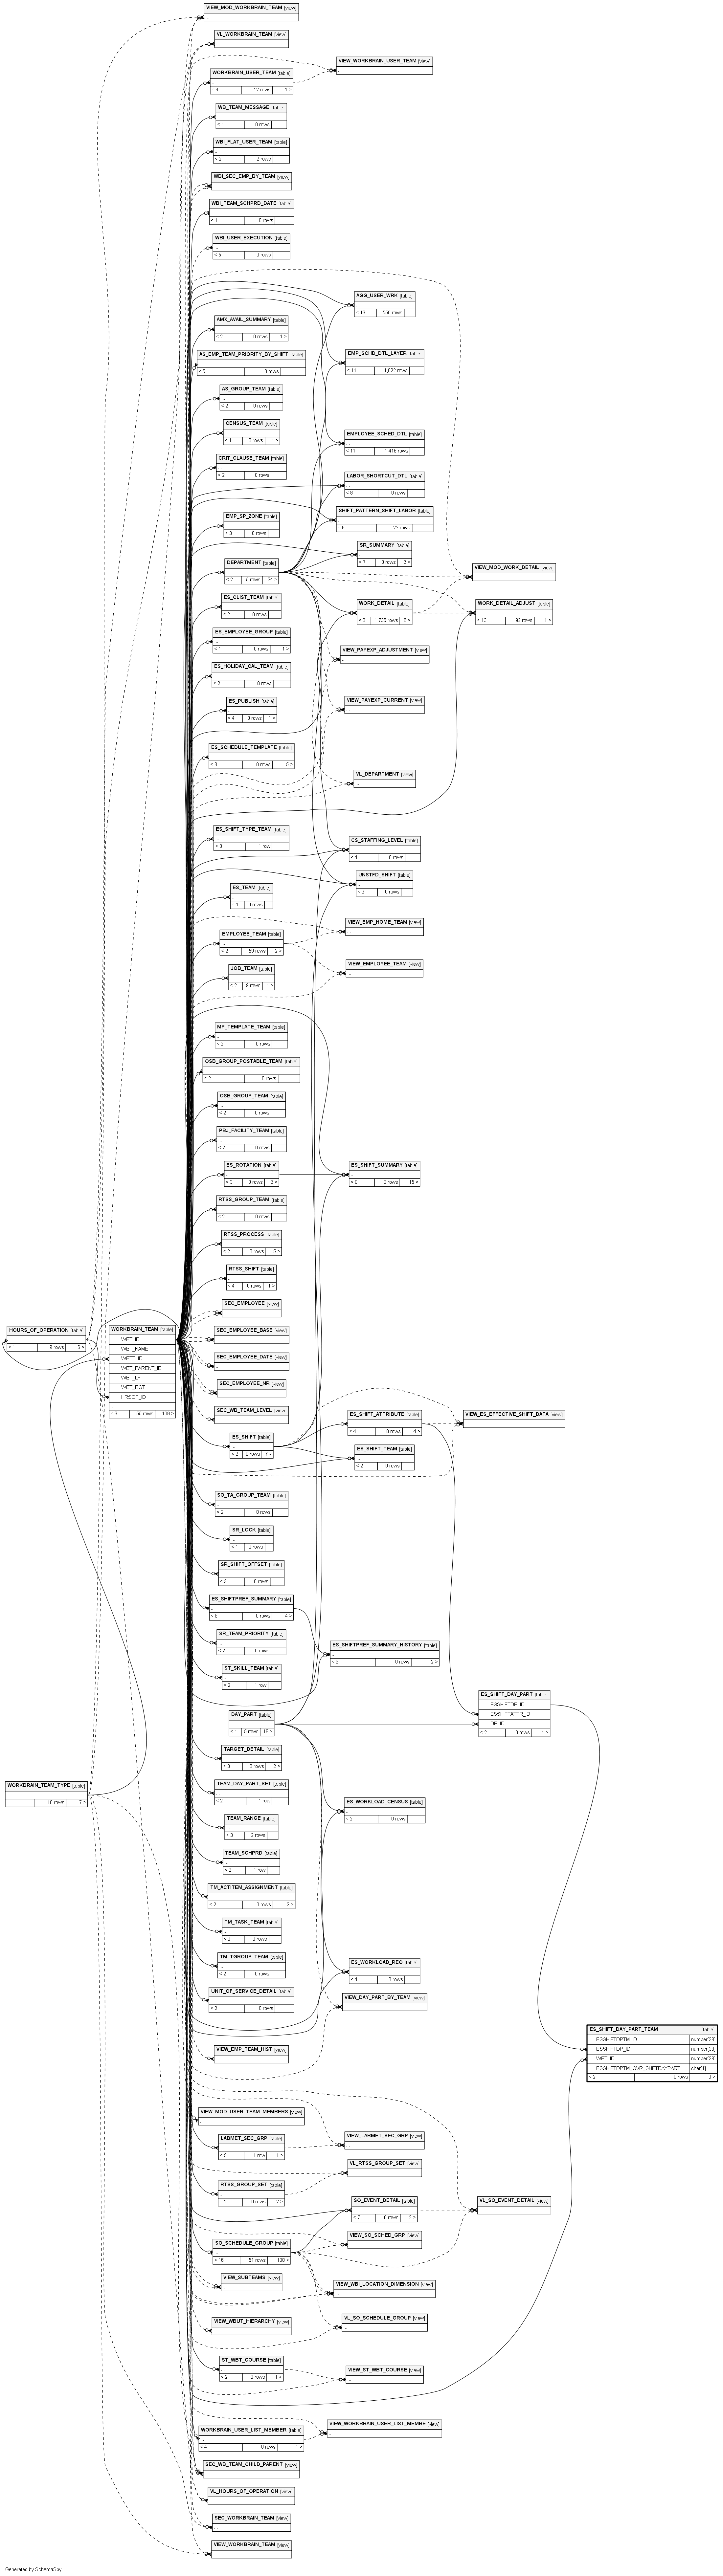 VIEW_MOD_WORKBRAIN_TEAM [view]
VL_WORKBRAIN_TEAM [view]
VIEW_WORKBRAIN_USER_TEAM [view]
WORKBRAIN_USER_TEAM [table]
< 4 12 rows 1 >
WB_TEAM_MESSAGE [table]
< 1 0 rows
WBI_FLAT_USER_TEAM [table]
< 2 2 rows
WBI_SEC_EMP_BY_TEAM [view]
WBI_TEAM_SCHPRD_DATE [table]
< 1 0 rows
WBI_USER_EXECUTION [table]
< 5 0 rows
AGG_USER_WRK [table]
< 13 550 rows
AMX_AVAIL_SUMMARY [table]
< 2 0 rows 1 >
AS_EMP_TEAM_PRIORITY_BY_SHIFT [table]
< 5 0 rows
EMP_SCHD_DTL_LAYER [table]
< 11 1,022 rows
AS_GROUP_TEAM [table]
< 2 0 rows
CENSUS_TEAM [table]
< 1 0 rows 1 >
EMPLOYEE_SCHED_DTL [table]
< 11 1,418 rows
CRIT_CLAUSE_TEAM [table]
< 2 0 rows
LABOR_SHORTCUT_DTL [table]
< 8 0 rows
EMP_SP_ZONE [table]
< 3 0 rows
SHIFT_PATTERN_SHIFT_LABOR [table]
< 9 22 rows
SR_SUMMARY [table]
< 7 0 rows 2 >
DEPARTMENT [table]
< 2 5 rows 34 >
VIEW_MOD_WORK_DETAIL [view]
ES_CLIST_TEAM [table]
< 2 0 rows
WORK_DETAIL [table]
< 8 1,735 rows 6 >
WORK_DETAIL_ADJUST [table]
< 13 92 rows 1 >
ES_EMPLOYEE_GROUP [table]
< 1 0 rows 1 >
VIEW_PAYEXP_ADJUSTMENT [view]
ES_HOLIDAY_CAL_TEAM [table]
< 2 0 rows
ES_PUBLISH [table]
< 4 0 rows 1 >
VIEW_PAYEXP_CURRENT [view]
ES_SCHEDULE_TEMPLATE [table]
< 3 0 rows 5 >
VL_DEPARTMENT [view]
ES_SHIFT_TYPE_TEAM [table]
< 3 1 row
CS_STAFFING_LEVEL [table]
< 4 0 rows
UNSTFD_SHIFT [table]
< 9 0 rows
ES_TEAM [table]
< 1 0 rows
VIEW_EMP_HOME_TEAM [view]
EMPLOYEE_TEAM [table]
< 2 59 rows 2 >
VIEW_EMPLOYEE_TEAM [view]
JOB_TEAM [table]
< 2 9 rows 1 >
MP_TEMPLATE_TEAM [table]
< 2 0 rows
OSB_GROUP_POSTABLE_TEAM [table]
< 2 0 rows
OSB_GROUP_TEAM [table]
< 2 0 rows
PBJ_FACILITY_TEAM [table]
< 2 0 rows
ES_ROTATION [table]
< 3 0 rows 6 >
ES_SHIFT_SUMMARY [table]
< 9 0 rows 15 >
RTSS_GROUP_TEAM [table]
< 2 0 rows
RTSS_PROCESS [table]
< 2 0 rows 5 >
RTSS_SHIFT [table]
< 4 0 rows 1 >
SEC_EMPLOYEE [view]
HOURS_OF_OPERATION [table]
< 1 9 rows 8 >
WORKBRAIN_TEAM [table]
WBT_ID
WBT_NAME
WBTT_ID
WBT_PARENT_ID
WBT_LFT
WBT_RGT
HRSOP_ID
< 3 55 rows 109 >
SEC_EMPLOYEE_BASE [view]
SEC_EMPLOYEE_DATE [view]
SEC_EMPLOYEE_NR [view]
SEC_WB_TEAM_LEVEL [view]
ES_SHIFT_ATTRIBUTE [table]
< 4 0 rows 4 >
VIEW_ES_EFFECTIVE_SHIFT_DATA [view]
ES_SHIFT [table]
< 2 0 rows 7 >
ES_SHIFT_TEAM [table]
< 2 0 rows
SO_TA_GROUP_TEAM [table]
< 2 0 rows
SR_LOCK [table]
< 1 0 rows
SR_SHIFT_OFFSET [table]
< 3 0 rows
ES_SHIFTPREF_SUMMARY [table]
< 8 0 rows 4 >
SR_TEAM_PRIORITY [table]
< 2 0 rows
ES_SHIFTPREF_SUMMARY_HISTORY [table]
< 9 0 rows 2 >
ST_SKILL_TEAM [table]
< 2 1 row
ES_SHIFT_DAY_PART [table]
ESSHIFTDP_ID
ESSHIFTATTR_ID
DP_ID
< 2 0 rows 1 >
DAY_PART [table]
< 1 5 rows 18 >
TARGET_DETAIL [table]
< 3 0 rows 2 >
WORKBRAIN_TEAM_TYPE [table]
10 rows 7 >
TEAM_DAY_PART_SET [table]
< 2 1 row
ES_WORKLOAD_CENSUS [table]
< 2 0 rows
TEAM_RANGE [table]
< 3 2 rows
TEAM_SCHPRD [table]
< 2 1 row
TM_ACTITEM_ASSIGNMENT [table]
< 2 0 rows 2 >
TM_TASK_TEAM [table]
< 3 0 rows
TM_TGROUP_TEAM [table]
< 2 0 rows
ES_WORKLOAD_REQ [table]
< 4 0 rows
UNIT_OF_SERVICE_DETAIL [table]
< 2 0 rows
VIEW_DAY_PART_BY_TEAM [view]
ES_SHIFT_DAY_PART_TEAM [table]
ESSHIFTDPTM_ID number[38]
ESSHIFTDP_ID number[38]
WBT_ID number[38]
ESSHIFTDPTM_OVR_SHFTDAYPART char[1]
< 2 0 rows 0 >
VIEW_EMP_TEAM_HIST [view]
VIEW_MOD_USER_TEAM_MEMBERS [view]
LABMET_SEC_GRP [table]
< 5 1 row 1 >
VIEW_LABMET_SEC_GRP [view]
VL_RTSS_GROUP_SET [view]
RTSS_GROUP_SET [table]
< 1 0 rows 2 >
SO_EVENT_DETAIL [table]
< 7 6 rows 2 >
VL_SO_EVENT_DETAIL [view]
VIEW_SO_SCHED_GRP [view]
SO_SCHEDULE_GROUP [table]
< 16 51 rows 100 >
VIEW_SUBTEAMS [view]
VIEW_WBI_LOCATION_DIMENSION [view]
VIEW_WBUT_HIERARCHY [view]
VL_SO_SCHEDULE_GROUP [view]
ST_WBT_COURSE [table]
< 2 0 rows 1 >
VIEW_ST_WBT_COURSE [view]
VIEW_WORKBRAIN_USER_LIST_MEMBE [view]
WORKBRAIN_USER_LIST_MEMBER [table]
< 4 0 rows 1 >
SEC_WB_TEAM_CHILD_PARENT [view]
VL_HOURS_OF_OPERATION [view]
SEC_WORKBRAIN_TEAM [view]
VIEW_WORKBRAIN_TEAM [view]
Generated by SchemaSpy